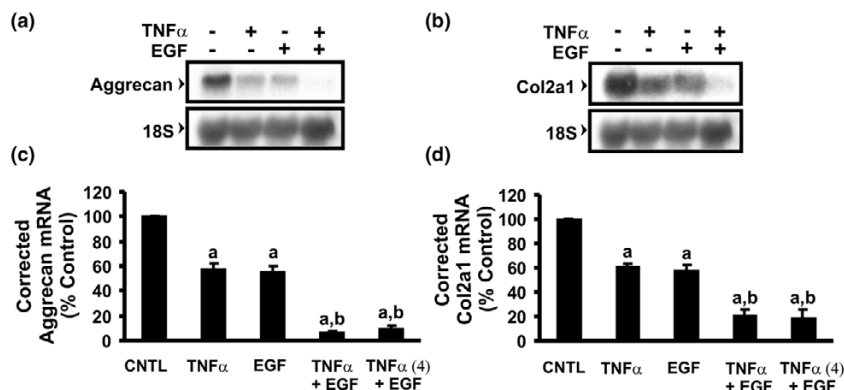 (a)
TNFα - + - +
EGF - - + +
Aggrecan
18S
(b)
TNFα - + - +
EGF - - + +
Col2a1
18S
(c)
Corrected
Aggrecan mRNA
(% Control)
120
100
80
60
40
20
0
a
a
a,b
a,b
CNTL TNFα EGF TNFα + EGF TNFα (4) + EGF
(d)
Corrected
Col2a1 mRNA
(% Control)
120
100
80
60
40
20
0
a
a
a,b
a,b
CNTL TNFα EGF TNFα + EGF TNFα (4) + EGF